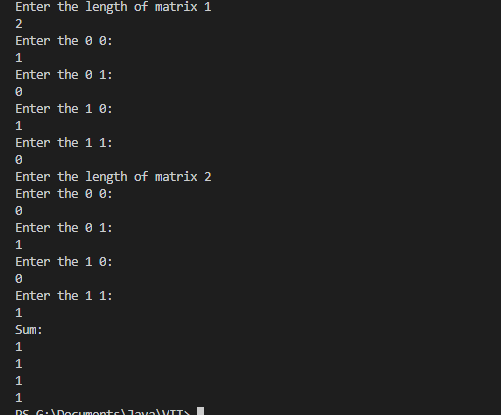 Enter the length of matrix 1
2
Enter the 0 0:
1
Enter the 0 1:
0
Enter the 1 0:
1
Enter the 1 1:
0
Enter the length of matrix 2
Enter the 0 0:
0
Enter the 0 1:
1
Enter the 1 0:
0
Enter the 1 1:
1
Sum:
1
1
1
1
PS G:\Documents\Java\VIT>